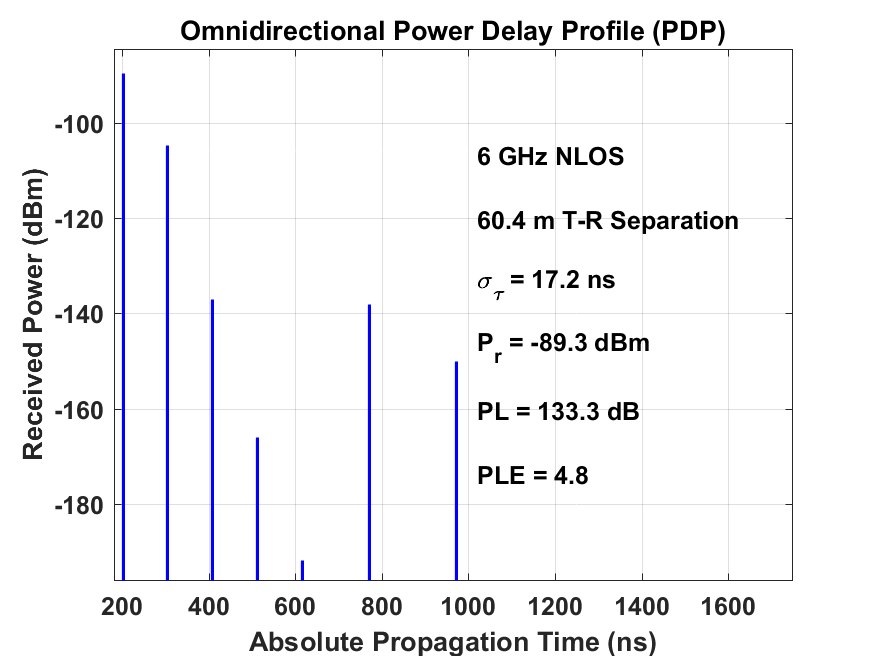 Omnidirectional Power Delay Profile (PDP)
Received Power (dBm)
-100
-120
-140
-160
-180
6 GHz NLOS
60.4 m T-R Separation
σ_τ = 17.2 ns
P_r = -89.3 dBm
PL = 133.3 dB
PLE = 4.8
200 400 600 800 1000 1200 1400 1600
Absolute Propagation Time (ns)